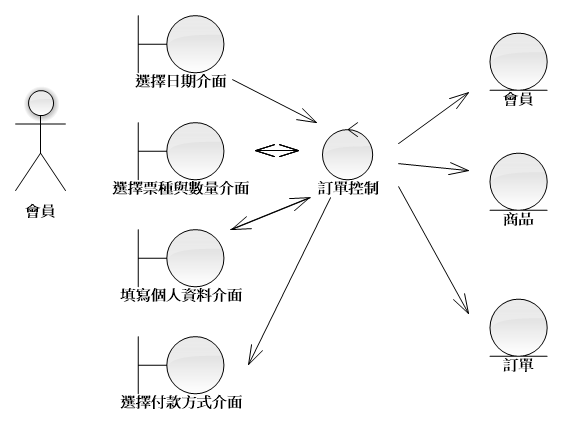 選擇日期介面
會員
選擇票種與數量介面
訂單控制
會員
商品
填寫個人資料介面
選擇付款方式介面
訂單